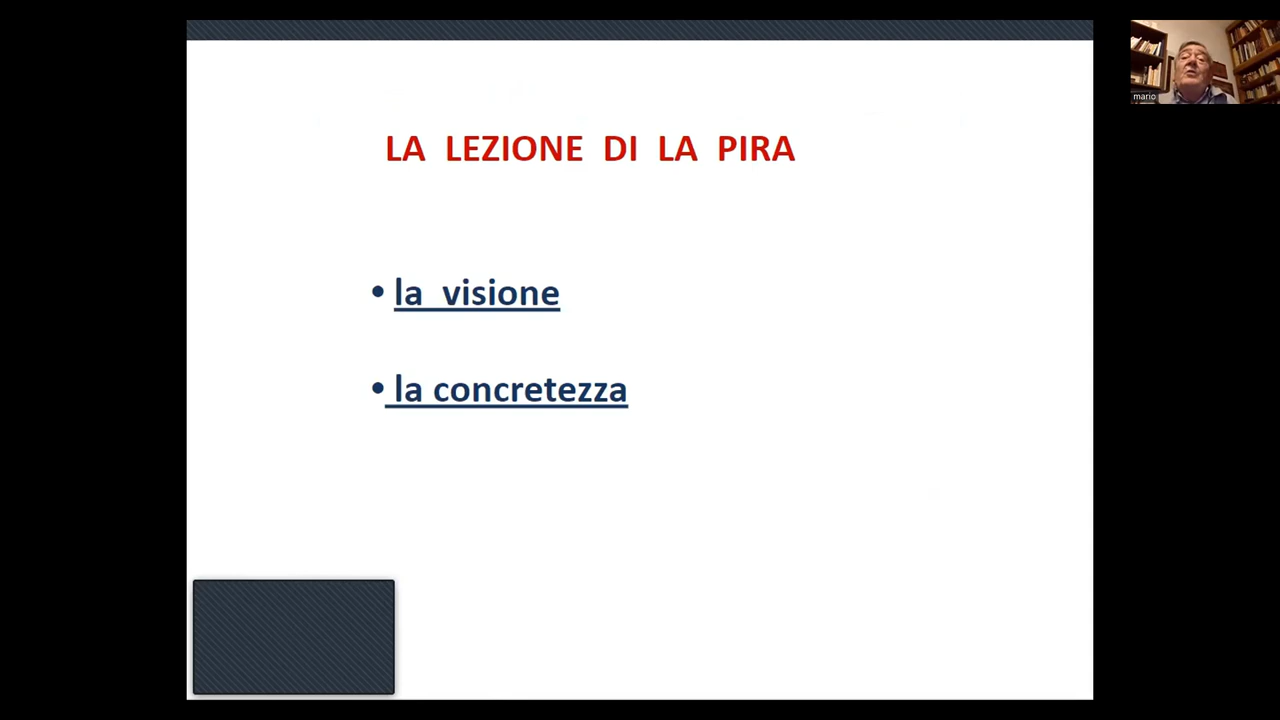 LA LEZIONE DI LA PIRA
• la visione
• la concretezza
mario